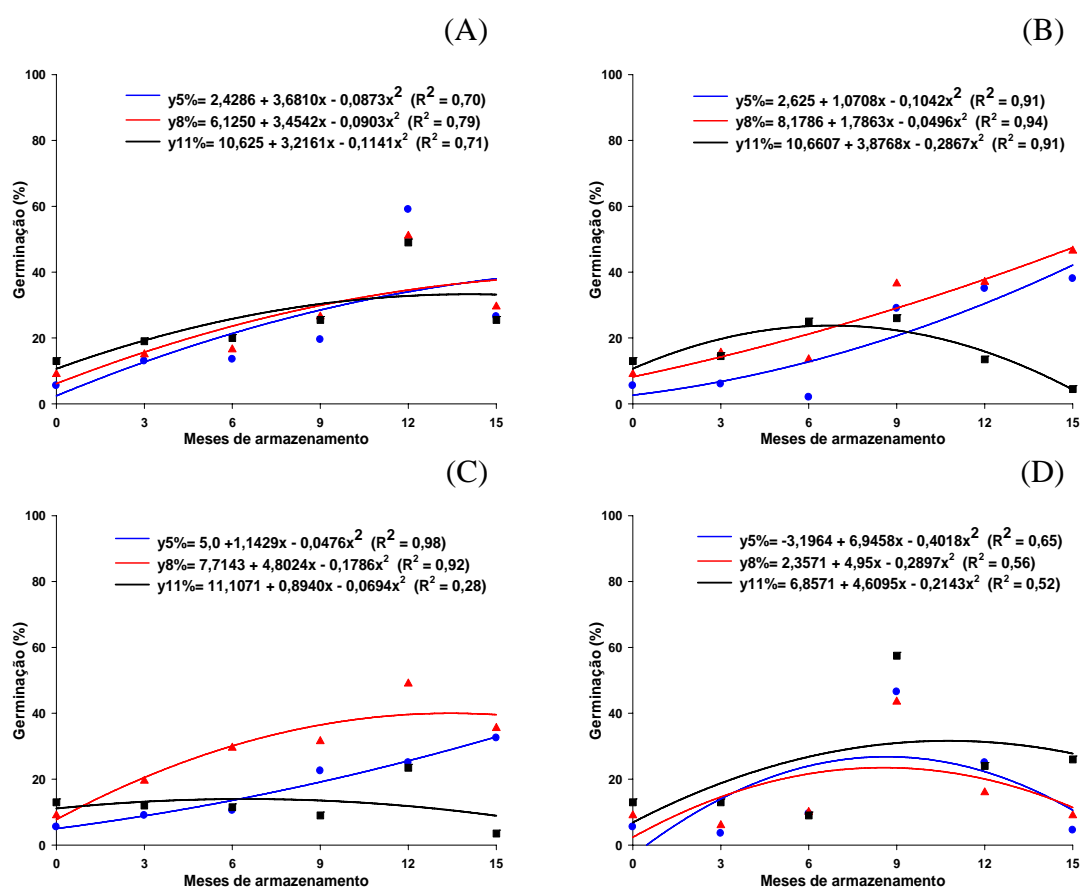 (A)
100
80
60
40
20
0
Germinação (%)
y5%= 2,4286 + 3,6810x - 0,0873x² (R² = 0,70)
y8%= 6,1250 + 3,4542x - 0,0903x² (R² = 0,79)
y11%= 10,625 + 3,2161x - 0,1141x² (R² = 0,71)
0 3 6 9 12 15
Meses de armazenamento
(B)
100
80
60
40
20
0
Germinação (%)
y5%= 2,625 + 1,0708x - 0,1042x² (R² = 0,91)
y8%= 8,1786 + 1,7863x - 0,0496x² (R² = 0,94)
y11%= 10,6607 + 3,8768x - 0,2867x² (R² = 0,91)
0 3 6 9 12 15
Meses de armazenamento
(C)
100
80
60
40
20
0
Germinação (%)
y5%= 5,0 +1,1429x - 0,0476x² (R² = 0,98)
y8%= 7,7143 + 4,8024x - 0,1786x² (R² = 0,92)
y11%= 11,1071 + 0,8940x - 0,0694x² (R² = 0,28)
0 3 6 9 12 15
Meses de armazenamento
(D)
100
80
60
40
20
0
Germinação (%)
y5%= -3,1964 + 6,9458x - 0,4018x² (R² = 0,65)
y8%= 2,3571 + 4,95x - 0,2897x² (R² = 0,56)
y11%= 6,8571 + 4,6095x - 0,2143x² (R² = 0,52)
0 3 6 9 12 15
Meses de armazenamento